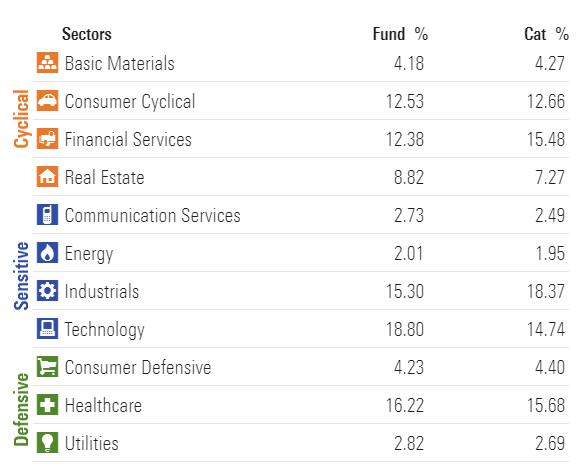 Sectors Fund % Cat %
Cyclical
Basic Materials 4.18 4.27
Consumer Cyclical 12.53 12.66
Financial Services 12.38 15.48
Real Estate 8.82 7.27
Sensitive
Communication Services 2.73 2.49
Energy 2.01 1.95
Industrials 15.30 18.37
Technology 18.80 14.74
Defensive
Consumer Defensive 4.23 4.40
Healthcare 16.22 15.68
Utilities 2.82 2.69